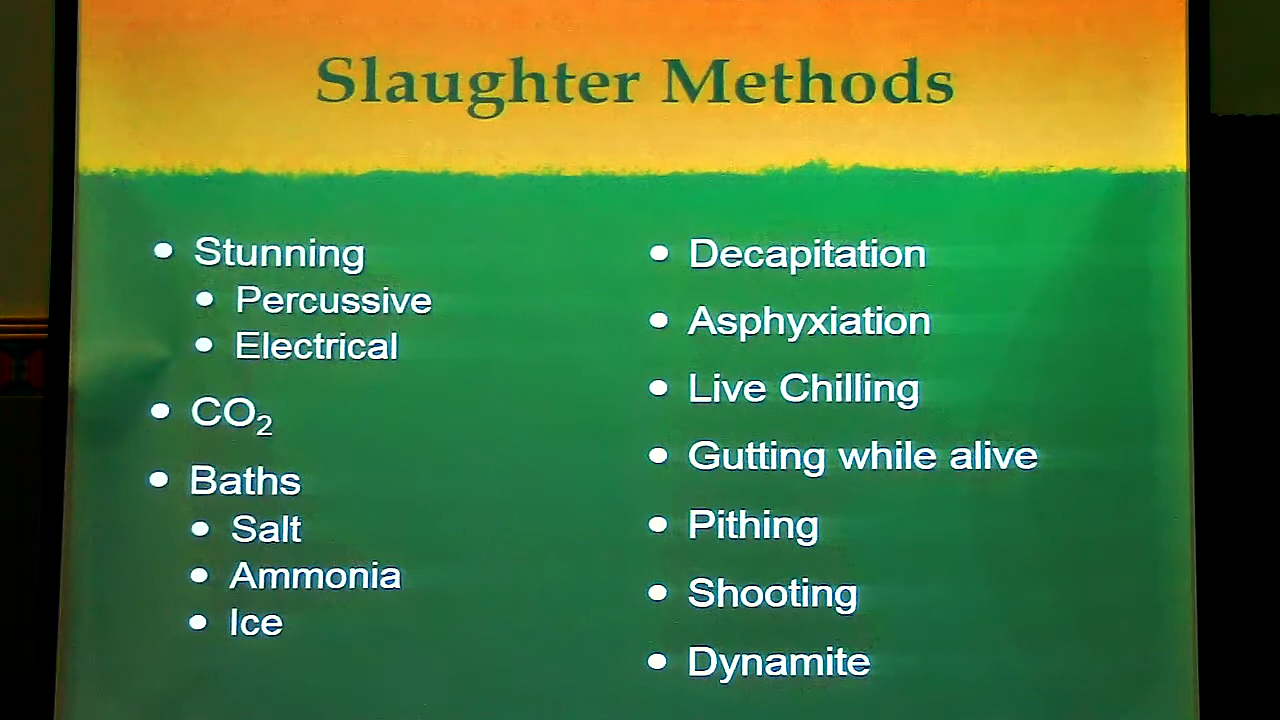 Slaughter Methods
• Stunning
• Percussive
• Electrical
• CO₂
• Baths
• Salt
• Ammonia
• Ice
• Decapitation
• Asphyxiation
• Live Chilling
• Gutting while alive
• Pithing
• Shooting
• Dynamite